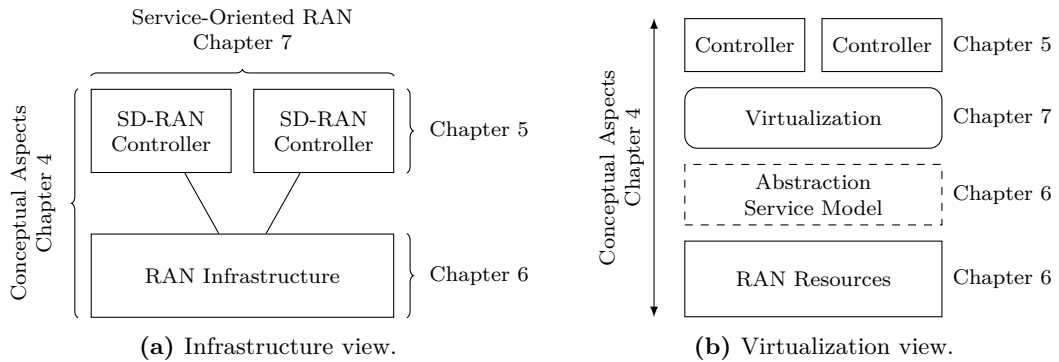 Service-Oriented RAN
Chapter 7
Conceptual Aspects
Chapter 4
SD-RAN
Controller
SD-RAN
Controller
Chapter 5
RAN Infrastructure
Chapter 6
(a) Infrastructure view.
Conceptual Aspects
Chapter 4
Controller
Controller
Chapter 5
Virtualization
Chapter 7
Abstraction
Service Model
Chapter 6
RAN Resources
Chapter 6
(b) Virtualization view.